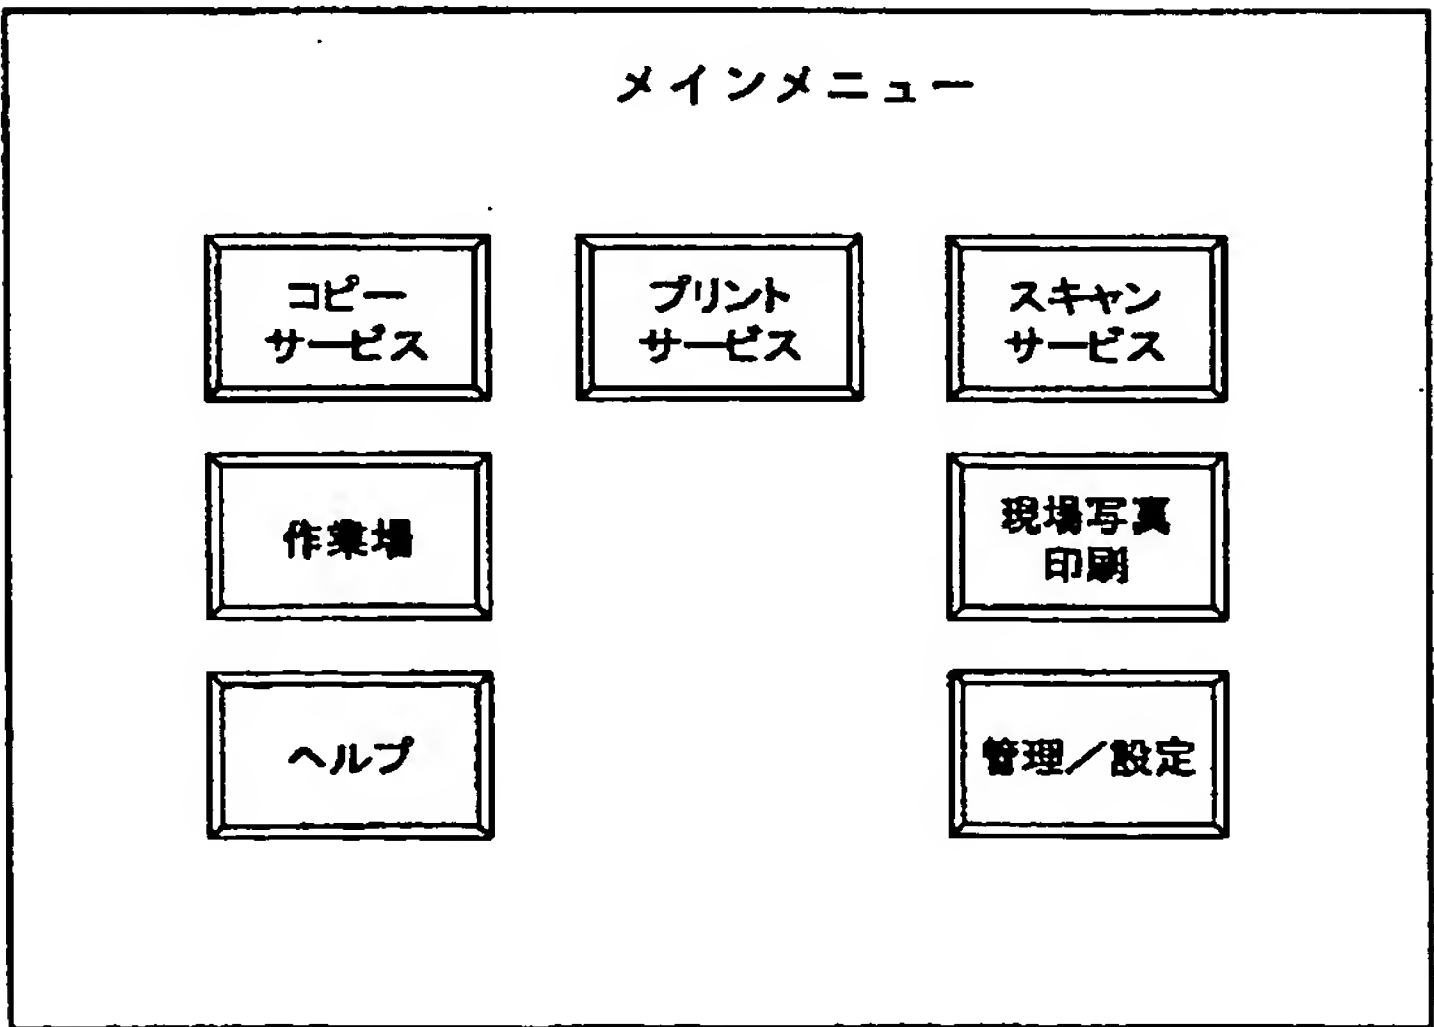 メインメニュー
コピー
サービス
プリント
サービス
スキャン
サービス
作業場
現場写真
印刷
ヘルプ
管理／設定